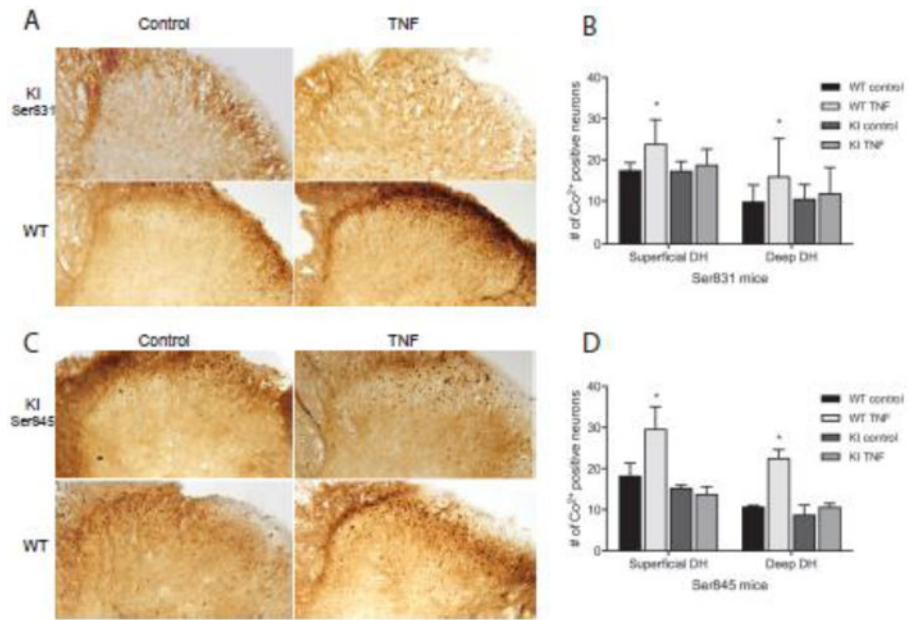 A
Control
TNF
KI
Ser831
WT
B
# of Co²⁺ positive neurons
40
30
20
10
0
*
*
WT control
WT TNF
KI control
KI TNF
Superficial DH
Deep DH
Ser831 mice
C
Control
TNF
KI
Ser845
WT
D
# of Co²⁺ positive neurons
40
30
20
10
0
*
*
WT control
WT TNF
KI control
KI TNF
Superficial DH
Deep DH
Ser845 mice